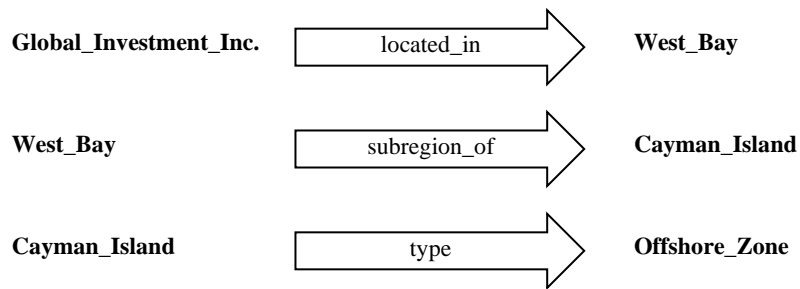 Global_Investment_Inc. located_in West_Bay
West_Bay subregion_of Cayman_Island
Cayman_Island type Offshore_Zone